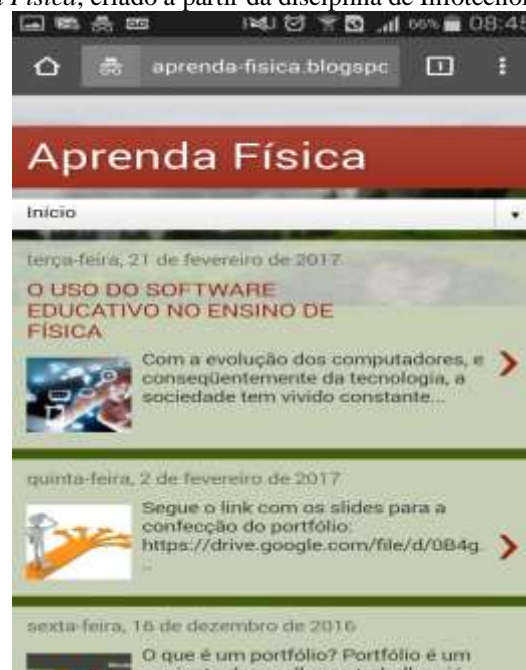 Física, criado a partir da disciplina de
66% 08:45
aprenda-fisica.blogspc 1
Aprenda Física
Início
terça-feira, 21 de fevereiro de 2017
O USO DO SOFTWARE
EDUCATIVO NO ENSINO DE
FÍSICA
Com a evolução dos computadores, e
conseqüentemente da tecnologia, a
sociedade tem vivido constante...
quinta-feira, 2 de fevereiro de 2017
Segue o link com os slides para a
confecção do portfólio:
https://drive.google.com/file/d/0B4g
...
sexta-feira, 16 de dezembro de 2016
O que é um portfólio? Portfólio é um